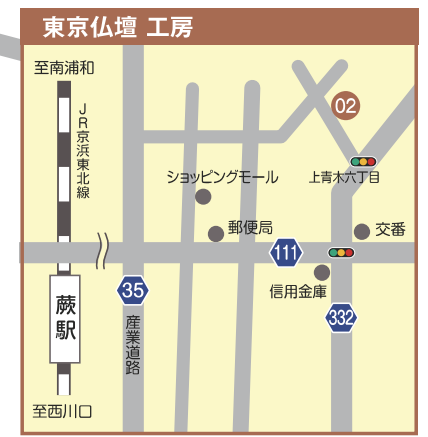 東京仏壇 工房
至南浦和
JR京浜東北線
02
ショッピングモール
上青木六丁目
郵便局
交番
111
35
信用金庫
332
蕨駅
産業道路
至西川口